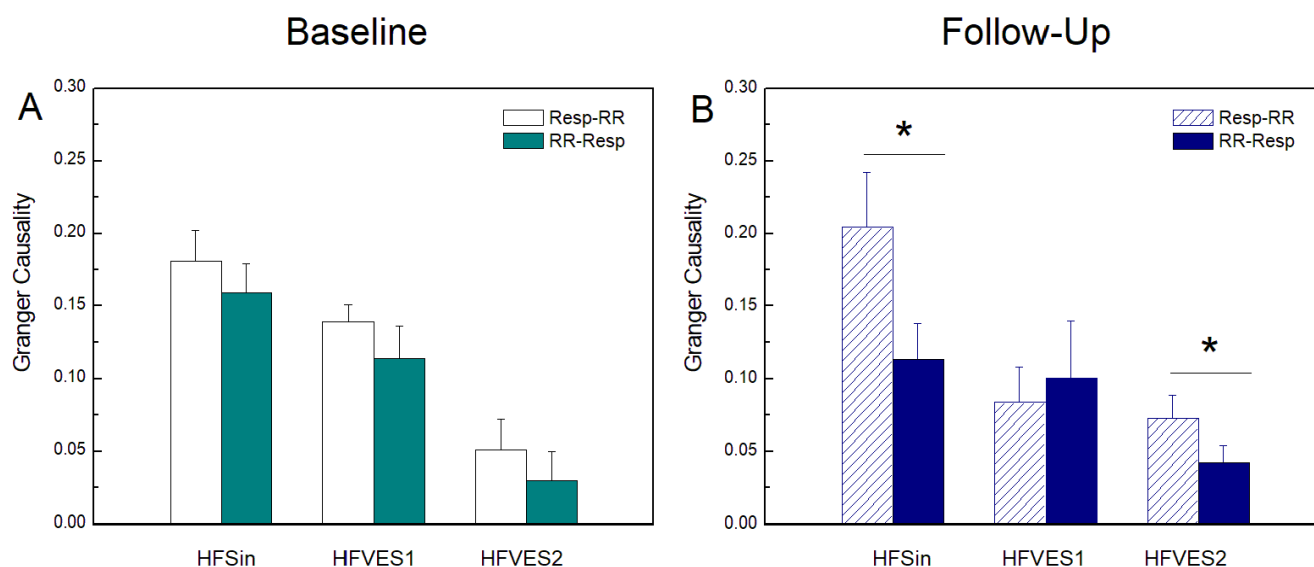 Baseline
Follow-Up
A
Granger Causality
0.30
0.25
0.20
0.15
0.10
0.05
0.00
Resp-RR
RR-Resp
HFSin HFVES1 HFVES2
B
Granger Causality
0.30
0.25
0.20
0.15
0.10
0.05
0.00
Resp-RR
RR-Resp
*
*
HFSin HFVES1 HFVES2